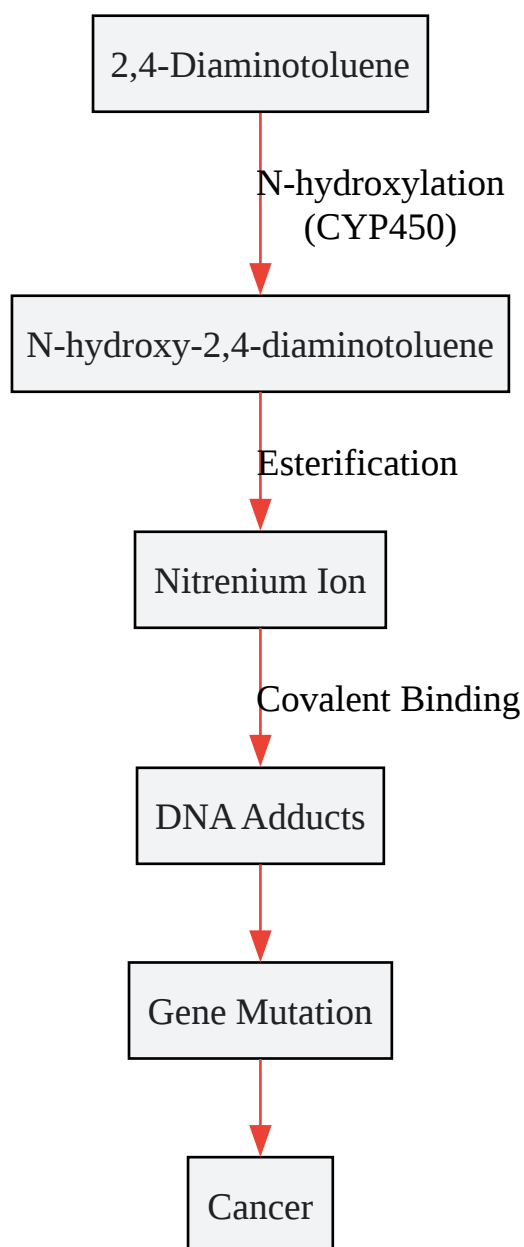 2,4-Diaminotoluene
N-hydroxylation
(CYP450)
N-hydroxy-2,4-diaminotoluene
Esterification
Nitrenium Ion
Covalent Binding
DNA Adducts
Gene Mutation
Cancer